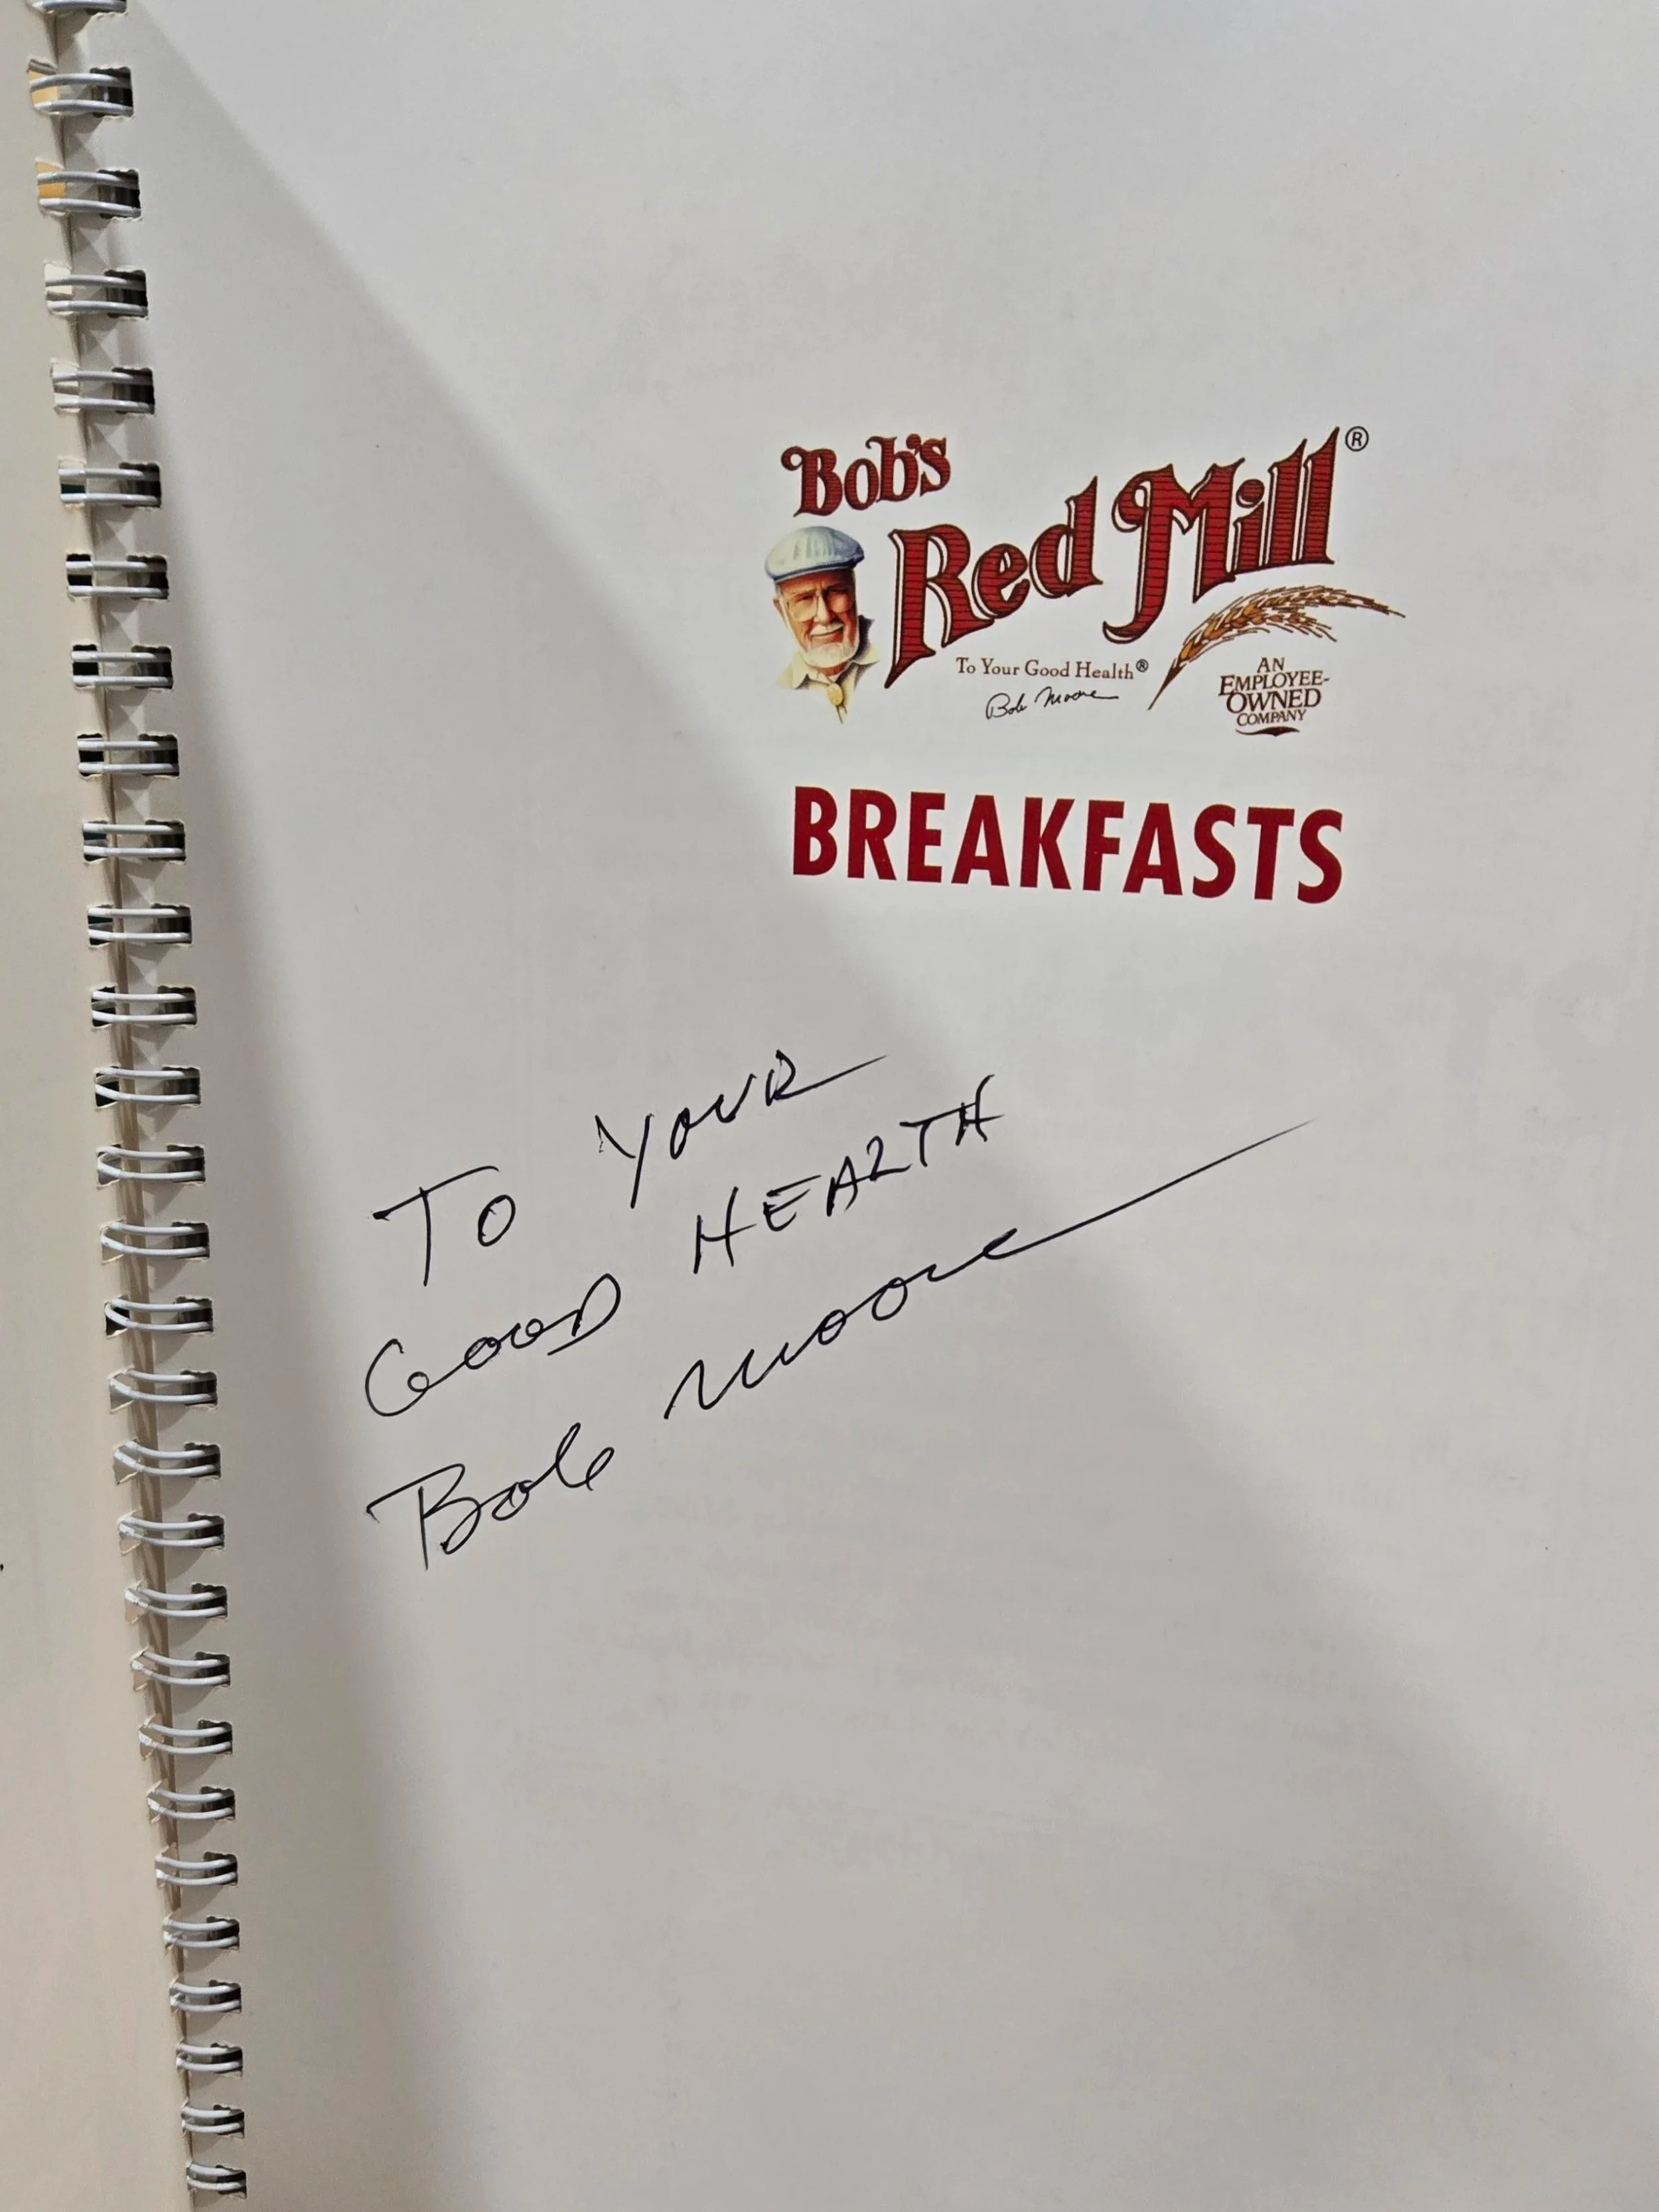 Bob's
Red Mill®
To Your Good Health®
Bob Moore
AN
EMPLOYEE-
OWNED
COMPANY
BREAKFASTS
TO YOUR
GOOD HEALTH
Bob Moore